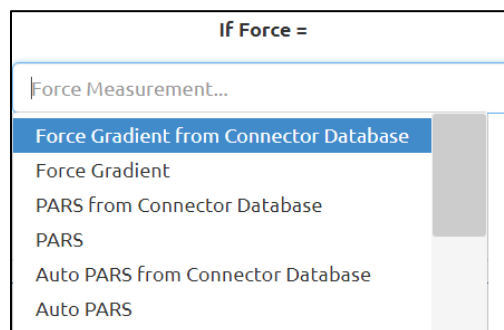 If Force =
Force Measurement...
Force Gradient from Connector Database
Force Gradient
PARS from Connector Database
PARS
Auto PARS from Connector Database
Auto PARS